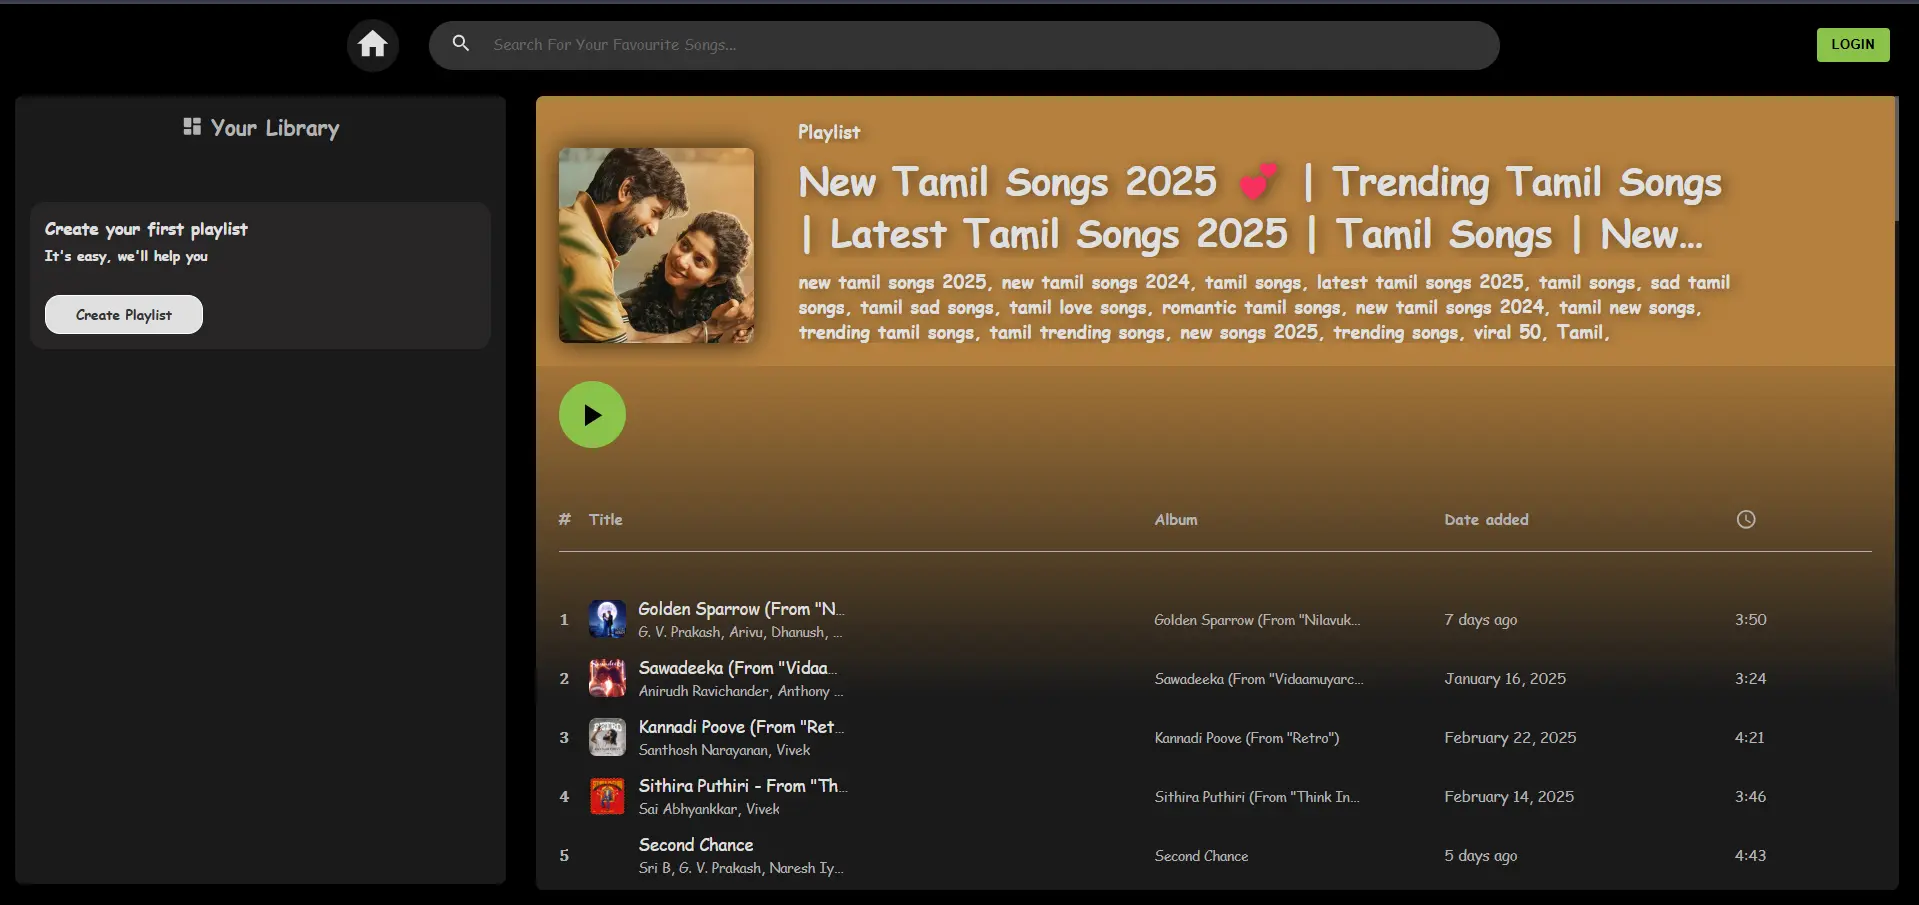 Search For Your Favourite Songs...
LOGIN
Your Library
Create your first playlist
It's easy, we'll help you
Create Playlist
Playlist
New Tamil Songs 2025 💕 | Trending Tamil Songs
| Latest Tamil Songs 2025 | Tamil Songs | New...
new tamil songs 2025, new tamil songs 2024, tamil songs, latest tamil songs 2025, tamil songs, sad tamil
songs, tamil sad songs, tamil love songs, romantic tamil songs, new tamil songs 2024, tamil new songs,
trending tamil songs, tamil trending songs, new songs 2025, trending songs, viral 50, Tamil,
# Title Album Date added
1 Golden Sparrow (From "N... Golden Sparrow (From "Nilavuk... 7 days ago 3:50
G. V. Prakash, Arivu, Dhanush, ...
2 Sawadeeka (From "Vidaa... Sawadeeka (From "Vidaamuyarc... January 16, 2025 3:24
Anirudh Ravichander, Anthony ...
3 Kannadi Poove (From "Ret... Kannadi Poove (From "Retro") February 22, 2025 4:21
Santhosh Narayanan, Vivek
4 Sithira Puthiri - From "Th... Sithira Puthiri (From "Think In... February 14, 2025 3:46
Sai Abhyankkar, Vivek
5 Second Chance Second Chance 5 days ago 4:43
Sri B, G. V. Prakash, Naresh Iy...